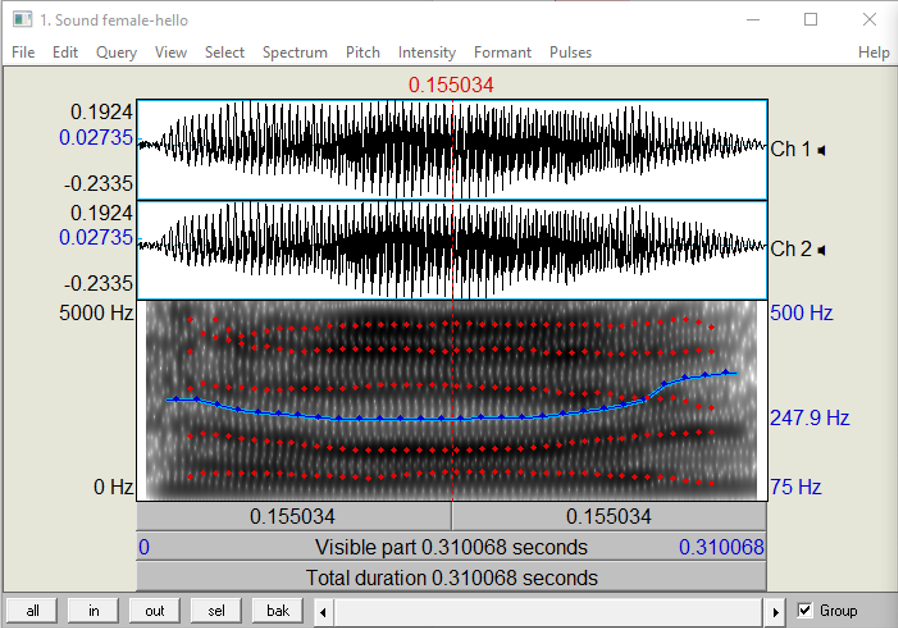 1. Sound female-hello
File Edit Query View Select Spectrum Pitch Intensity Formant Pulses Help
0.155034
0.1924
0.02735
-0.2335
Ch 1
0.1924
0.02735
-0.2335
Ch 2
5000 Hz
500 Hz
247.9 Hz
0 Hz
75 Hz
0.155034 0.155034
0 Visible part 0.310068 seconds 0.310068
Total duration 0.310068 seconds
all in out sel bak Group